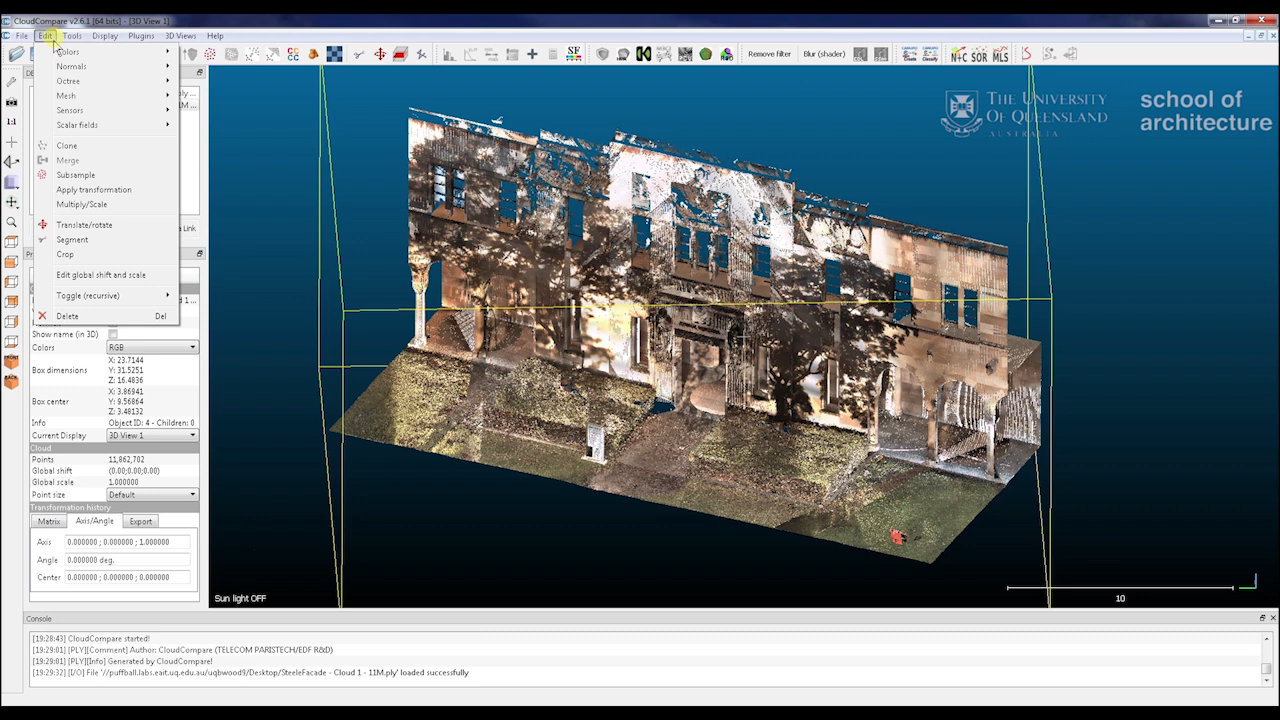 CloudCompare v2.6.1 [64 bits] - [3D View 1]
File Edit Tools Display Plugins 3D Views Help
SF
Remove filter
Blur (shader)
N+C SOR MLS
Colors
Normals
Octree
Mesh
Sensors
Scalar fields
Clone
Merge
Subsample
Apply transformation
Multiply/Scale
Translate/rotate
Segment
Crop
Edit global shift and scale
Toggle (recursive)
Delete Del
1:1
FRONT
BACK
Show name (in 3D)
Colors RGB
Box dimensions
X: 23.7144
Y: 31.5251
Z: 16.4836
Box center
X: 3.86941
Y: 9.56864
Z: 3.48132
Info Object ID: 4 - Children: 0
Current Display 3D View 1
Cloud
Points 11,862,702
Global shift (0.00;0.00;0.00)
Global scale 1.000000
Point size Default
Transformation history
Matrix Axis/Angle Export
Axis 0.000000 ; 0.000000 ; 1.000000
Angle 0.000000 deg.
Center 0.000000 ; 0.000000 ; 0.000000
THE UNIVERSITY
OF QUEENSLAND
AUSTRALIA
school of
architecture
Sun light OFF
10
Console
[19:28:43] CloudCompare started!
[19:29:01] [PLY][Comment] Author: CloudCompare (TELECOM PARISTECH/EDF R&D)
[19:29:01] [PLY][Info] Generated by CloudCompare!
[19:29:32] [I/O] File '//puffball.labs.eait.uq.edu.au/uqbwood9/Desktop/SteeleFacade - Cloud 1 - 11M.ply' loaded successfully